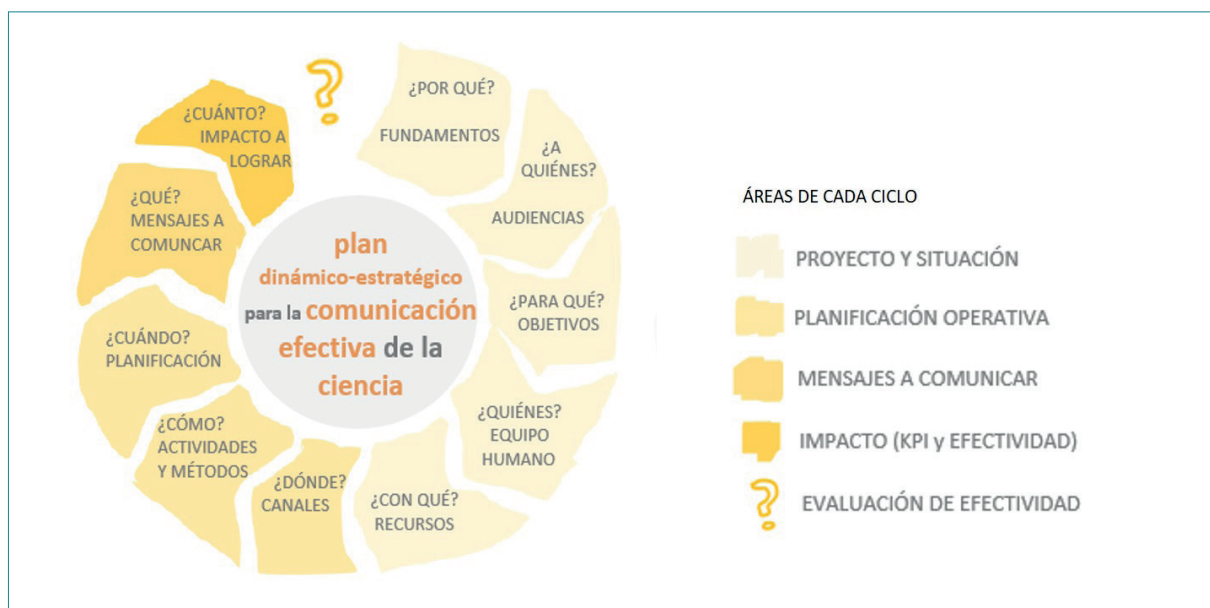 ¿POR QUÉ?
FUNDAMENTOS
¿A
QUIÉNES?
AUDIENCIAS
¿PARA QUÉ?
OBJETIVOS
¿QUIÉNES?
EQUIPO
HUMANO
¿CON QUÉ?
RECURSOS
¿DÓNDE?
CANALES
¿CÓMO?
ACTIVIDADES
Y MÉTODOS
¿CUÁNDO?
PLANIFICACIÓN
¿QUÉ?
MENSAJES A
COMUNCAR
¿CUÁNTO?
IMPACTO A
LOGRAR
?
plan
dinámico-estratégico
para la comunicación
efectiva de la
ciencia
ÁREAS DE CADA CICLO
PROYECTO Y SITUACIÓN
PLANIFICACIÓN OPERATIVA
MENSAJES A COMUNICAR
IMPACTO (KPI y EFECTIVIDAD)
? EVALUACIÓN DE EFECTIVIDAD